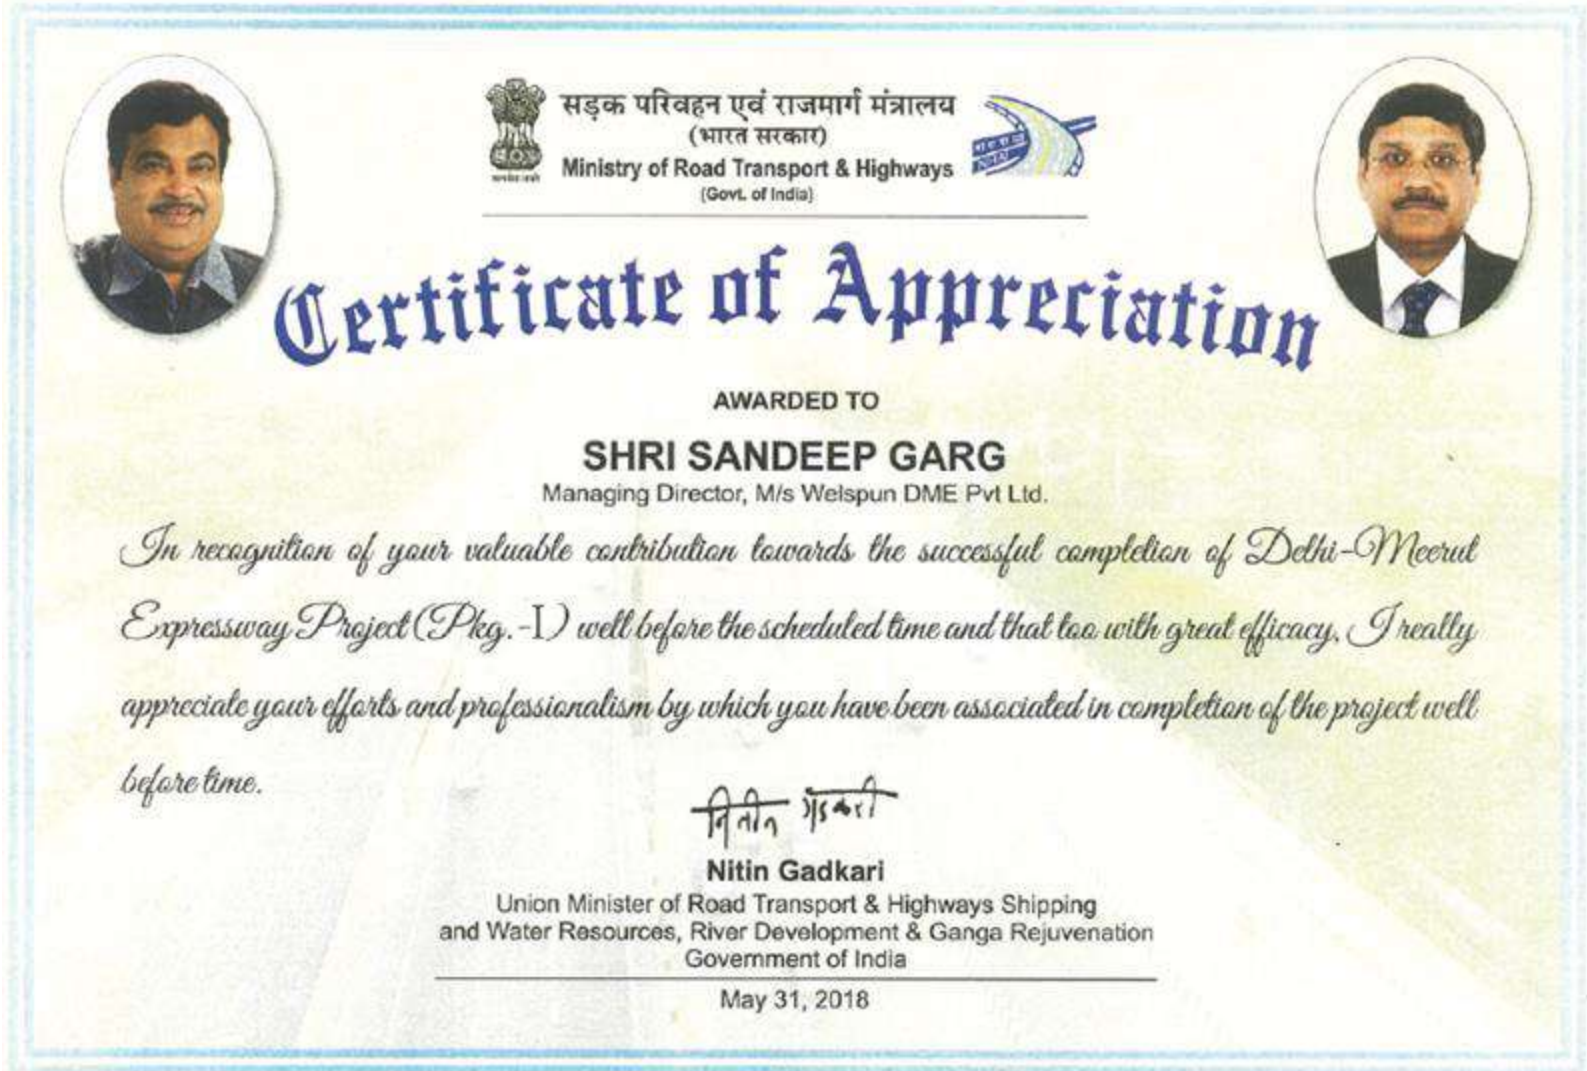 सड़क परिवहन एवं राजमार्ग मंत्रालय
(भारत सरकार)
Ministry of Road Transport & Highways
(Govt. of India)
सत्यमेव जयते
Certificate of Appreciation
AWARDED TO
SHRI SANDEEP GARG
Managing Director, M/s Welspun DME Pvt Ltd.
In recognition of your valuable contribution towards the successful completion of Delhi-Meerut
Expressway Project (Pkg.-I) well before the scheduled time and that too with great efficacy. I really
appreciate your efforts and professionalism by which you have been associated in completion of the project well
before time.
नितीन गडकरी
Nitin Gadkari
Union Minister of Road Transport & Highways Shipping
and Water Resources, River Development & Ganga Rejuvenation
Government of India
May 31, 2018